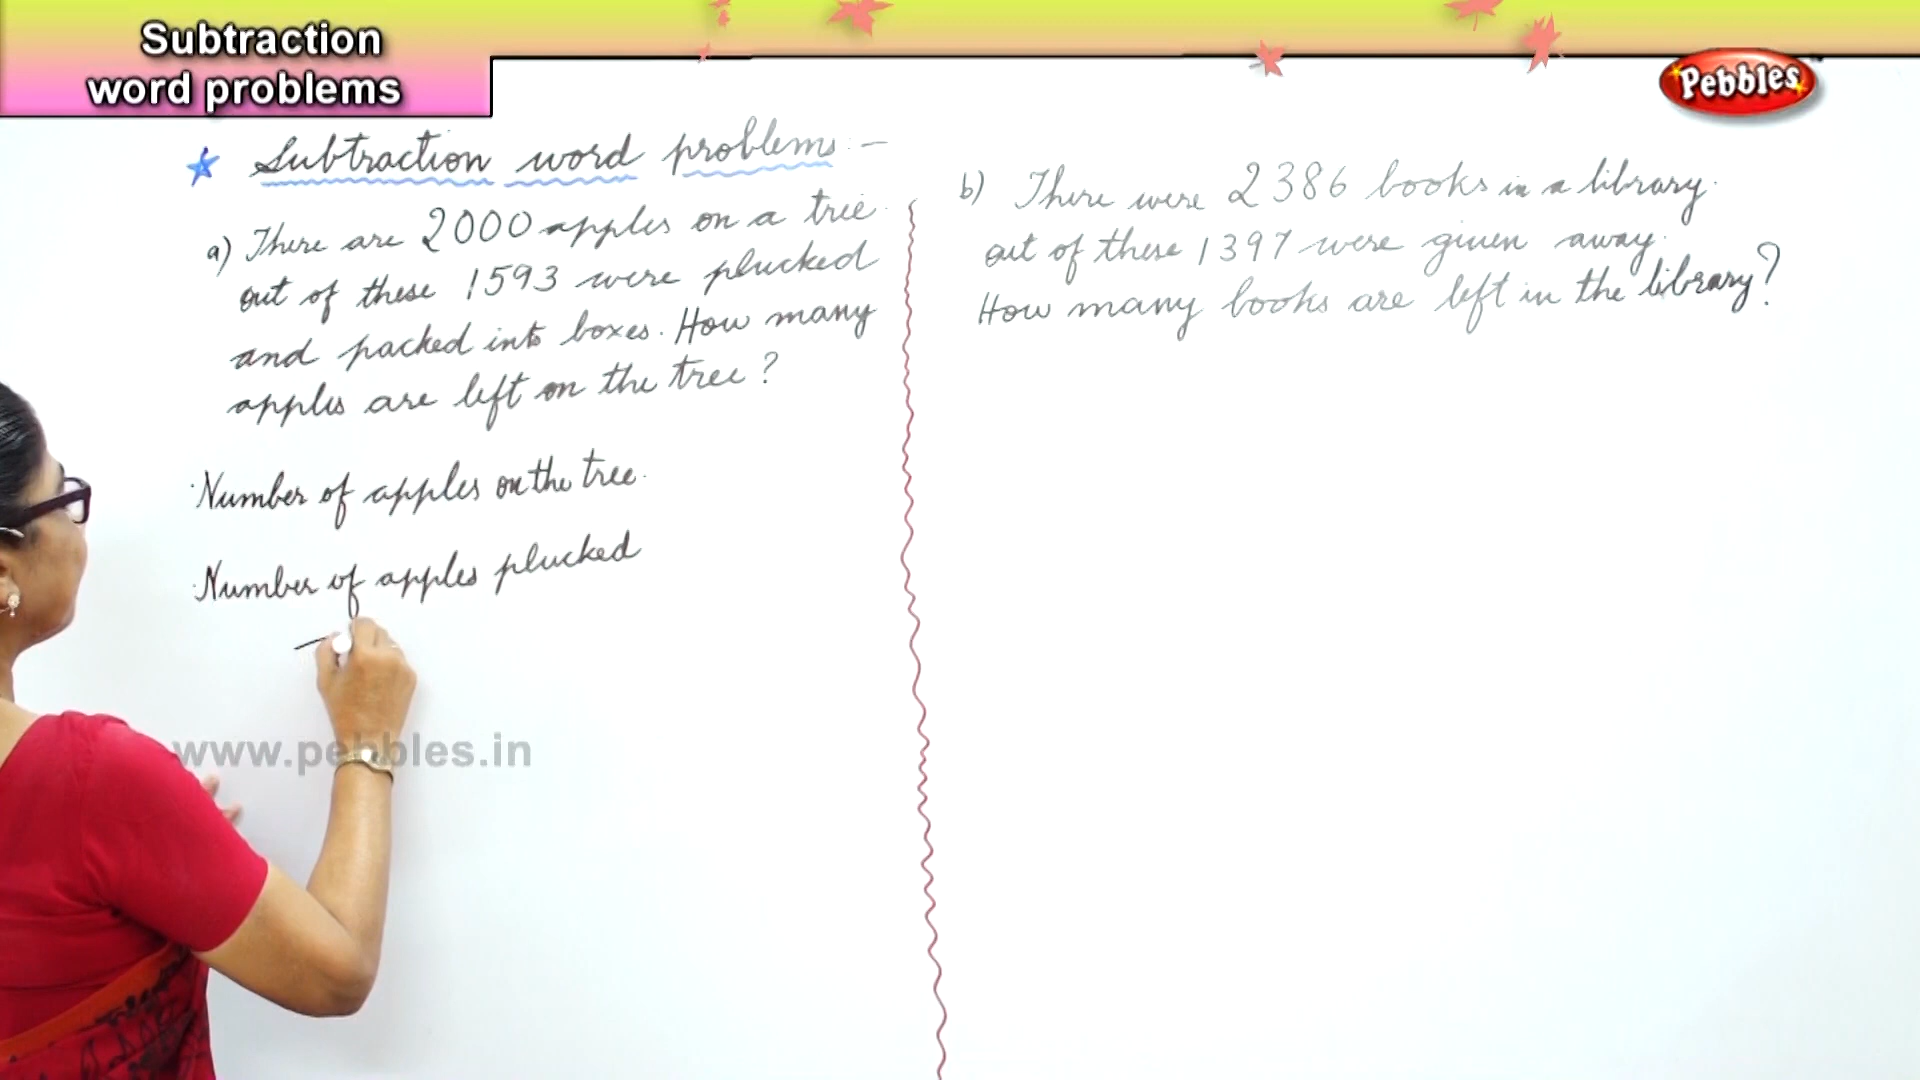 Subtraction
word problems
Pebbles
Subtraction word problems :-
a) There are 2000 apples on a tree.
out of these 1593 were plucked
and packed into boxes. How many
apples are left on the tree?
Number of apples on the tree.
Number of apples plucked
www.pebbles.in
b) There were 2386 books in a library.
out of these 1397 were given away.
How many books are left in the library?